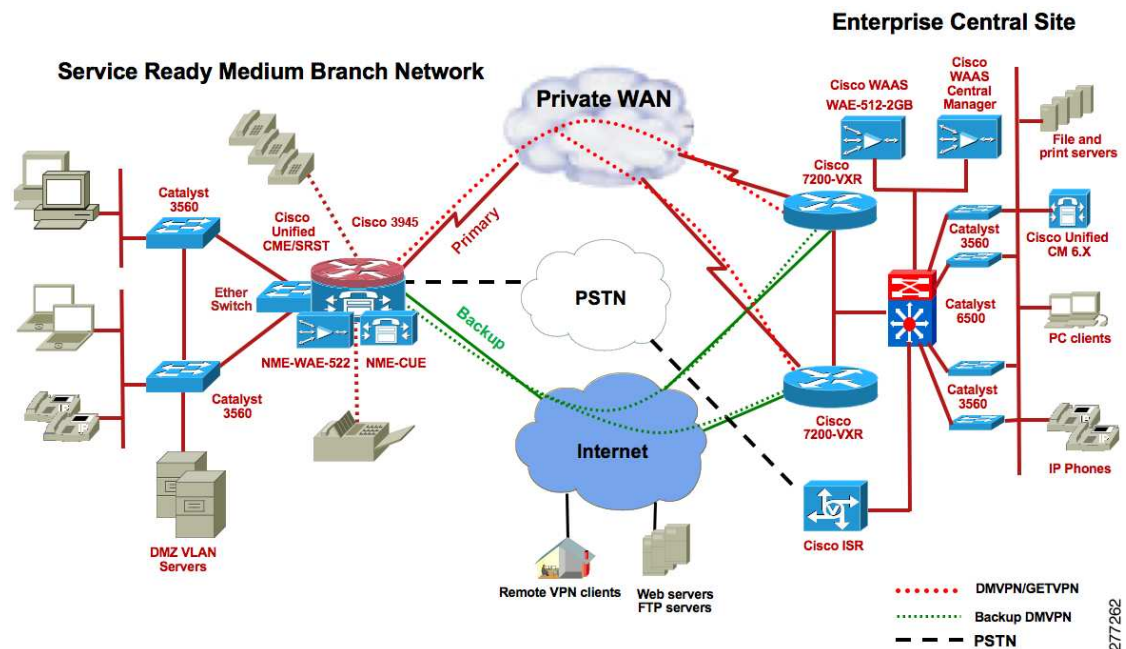 Enterprise Central Site
Service Ready Medium Branch Network
Private WAN
Cisco WAAS
WAE-512-2GB
Cisco
WAAS
Central
Manager
File and
print servers
Cisco
7200-VXR
Catalyst
3560
Cisco
Unified
CME/SRST
Cisco 3945
Primary
Catalyst
3560
Cisco Unified
CM 6.X
Ether
Switch
PSTN
Catalyst
6500
PC clients
Backup
NME-WAE-522
NME-CUE
Catalyst
3560
Catalyst
3560
Cisco
7200-VXR
Internet
IP
IP
IP
IP
IP Phones
V
Cisco ISR
DMZ VLAN
Servers
Remote VPN clients
Web servers
FTP servers
DMVPN/GETVPN
Backup DMVPN
PSTN
277262